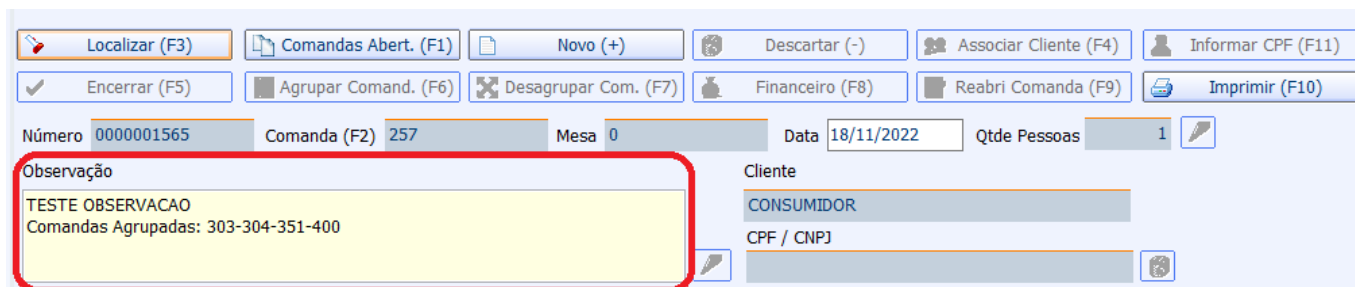 Localizar (F3) Comandas Abert. (F1) Novo (+) Descartar (-) Associar Cliente (F4) Informar CPF (F11)
Encerrar (F5) Agrupar Comand. (F6) Desagrupar Com. (F7) Financeiro (F8) Reabri Comanda (F9) Imprimir (F10)
Número 0000001565 Comanda (F2) 257 Mesa 0 Data 18/11/2022 Qtde Pessoas 1
Observação Cliente
TESTE OBSERVACAO CONSUMIDOR
Comandas Agrupadas: 303-304-351-400
CPF / CNPJ